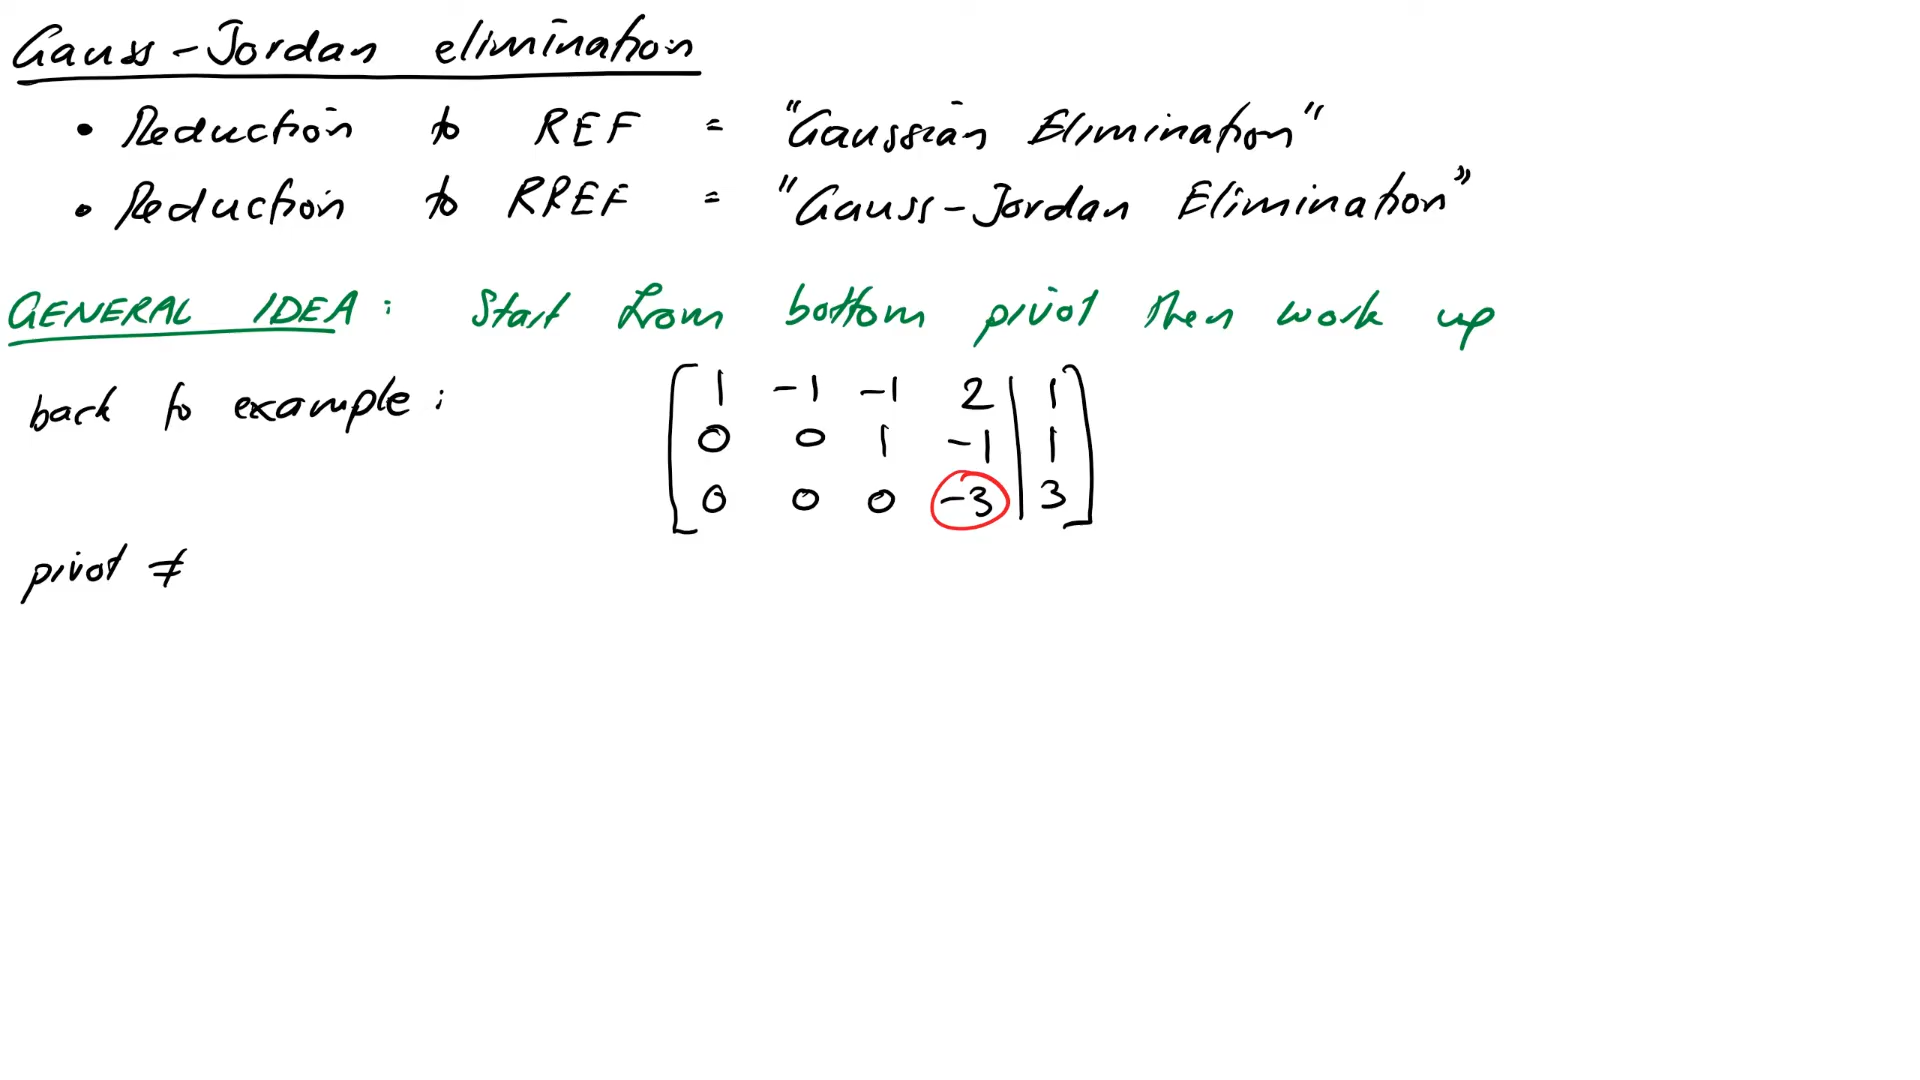 Gauss-Jordan elimination
• Reduction to REF = "Gaussian Elimination"
• Reduction to RREF = "Gauss-Jordan Elimination"
GENERAL IDEA: Start from bottom pivot then work up
back to example:
1 -1 -1 2 | 1
0 0 1 -1 | 1
0 0 0 -3 | 3
pivot ≠